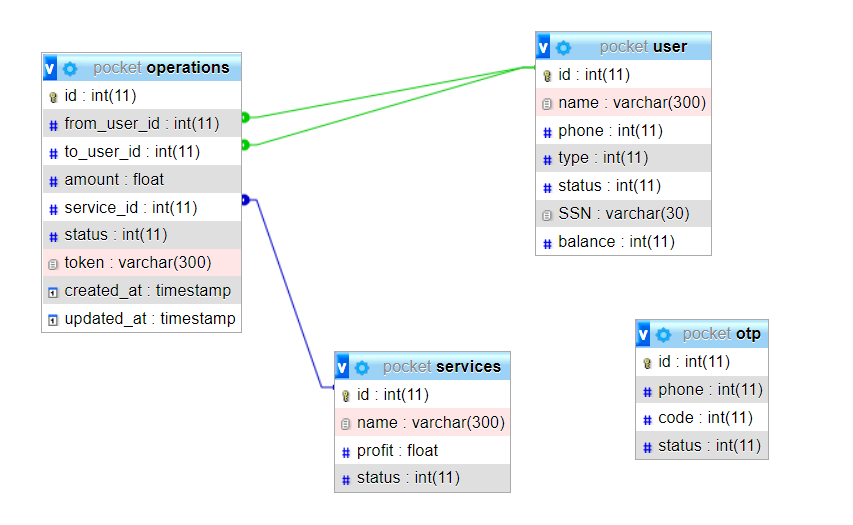 v pocket operations
id : int(11)
from_user_id : int(11)
to_user_id : int(11)
amount : float
service_id : int(11)
status : int(11)
token : varchar(300)
created_at : timestamp
updated_at : timestamp
v pocket user
id : int(11)
name : varchar(300)
phone : int(11)
type : int(11)
status : int(11)
SSN : varchar(30)
balance : int(11)
v pocket services
id : int(11)
name : varchar(300)
profit : float
status : int(11)
v pocket otp
id : int(11)
phone : int(11)
code : int(11)
status : int(11)